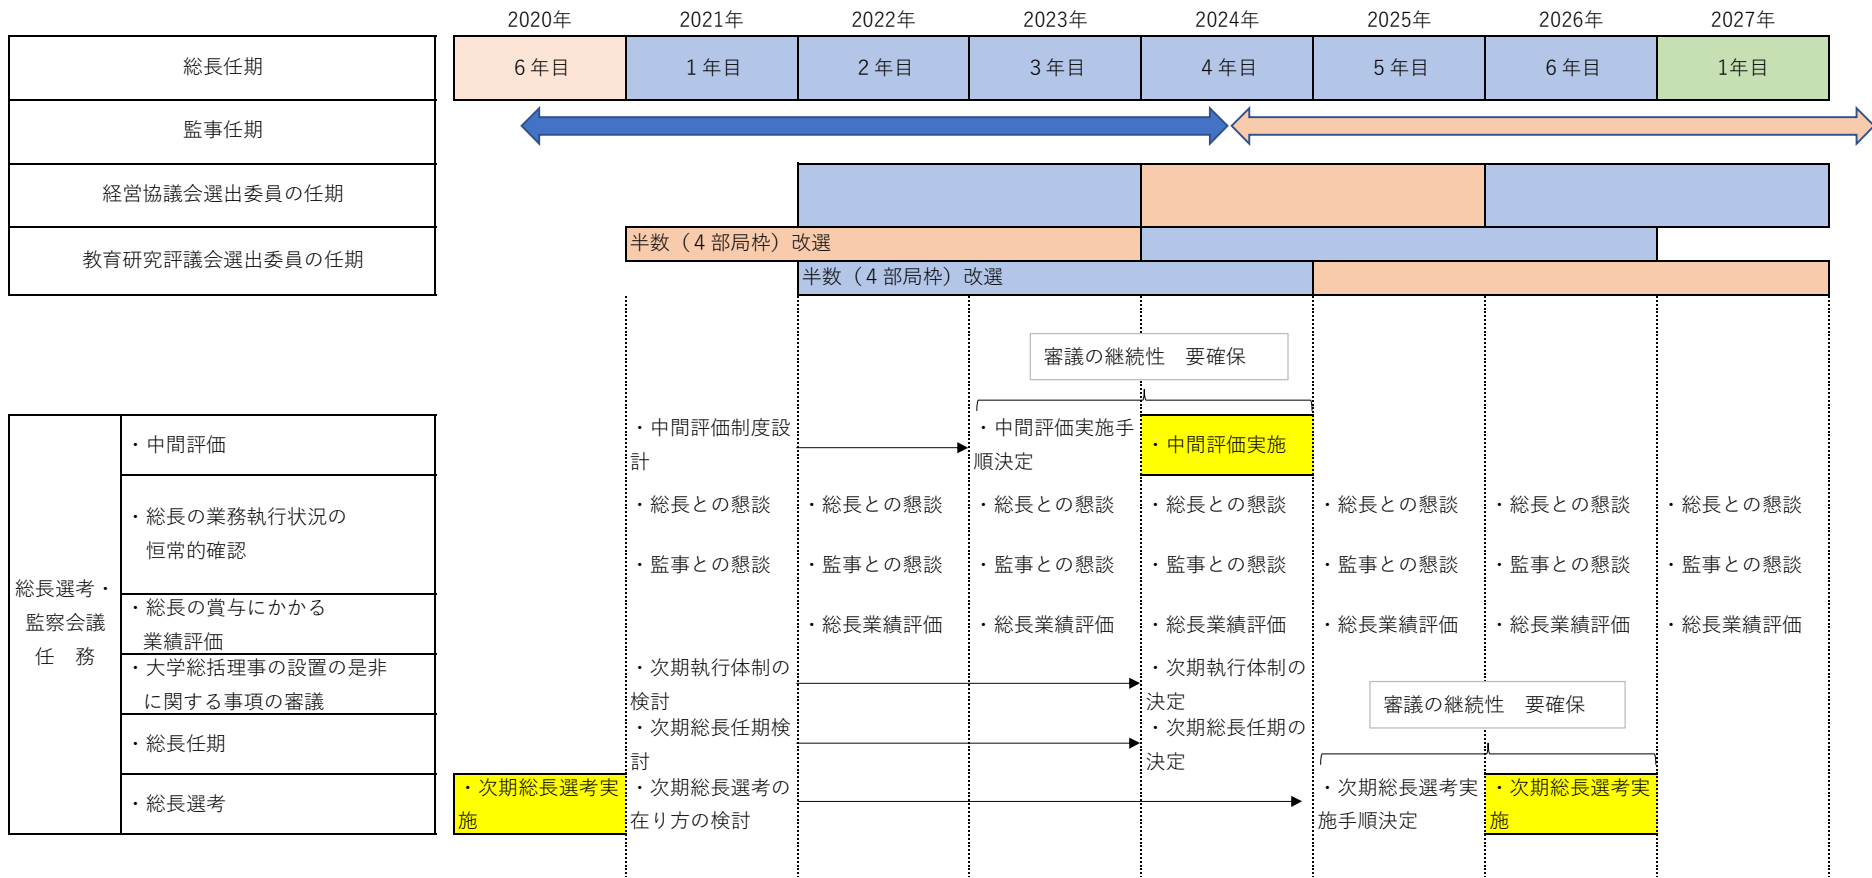 2020年 2021年 2022年 2023年 2024年 2025年 2026年 2027年
総長任期 6年目 1年目 2年目 3年目 4年目 5年目 6年目 1年目
監事任期
経営協議会選出委員の任期
教育研究評議会選出委員の任期
半数（4部局枠）改選
半数（4部局枠）改選
審議の継続性　要確保
総長選考・
監察会議
任　務
・中間評価
・中間評価制度設
計
・中間評価実施手
順決定
・中間評価実施
・総長の業務執行状況の
恒常的確認
・総長との懇談 ・総長との懇談 ・総長との懇談 ・総長との懇談 ・総長との懇談 ・総長との懇談 ・総長との懇談
・監事との懇談 ・監事との懇談 ・監事との懇談 ・監事との懇談 ・監事との懇談 ・監事との懇談 ・監事との懇談
・総長の賞与にかかる
業績評価
・総長業績評価 ・総長業績評価 ・総長業績評価 ・総長業績評価 ・総長業績評価 ・総長業績評価
・大学総括理事の設置の是非
に関する事項の審議
・次期執行体制の
検討
・次期執行体制の
決定
審議の継続性　要確保
・総長任期
・次期総長任期検
討
・次期総長任期の
決定
・総長選考
・次期総長選考実
施
・次期総長選考の
在り方の検討
・次期総長選考実
施手順決定
・次期総長選考実
施